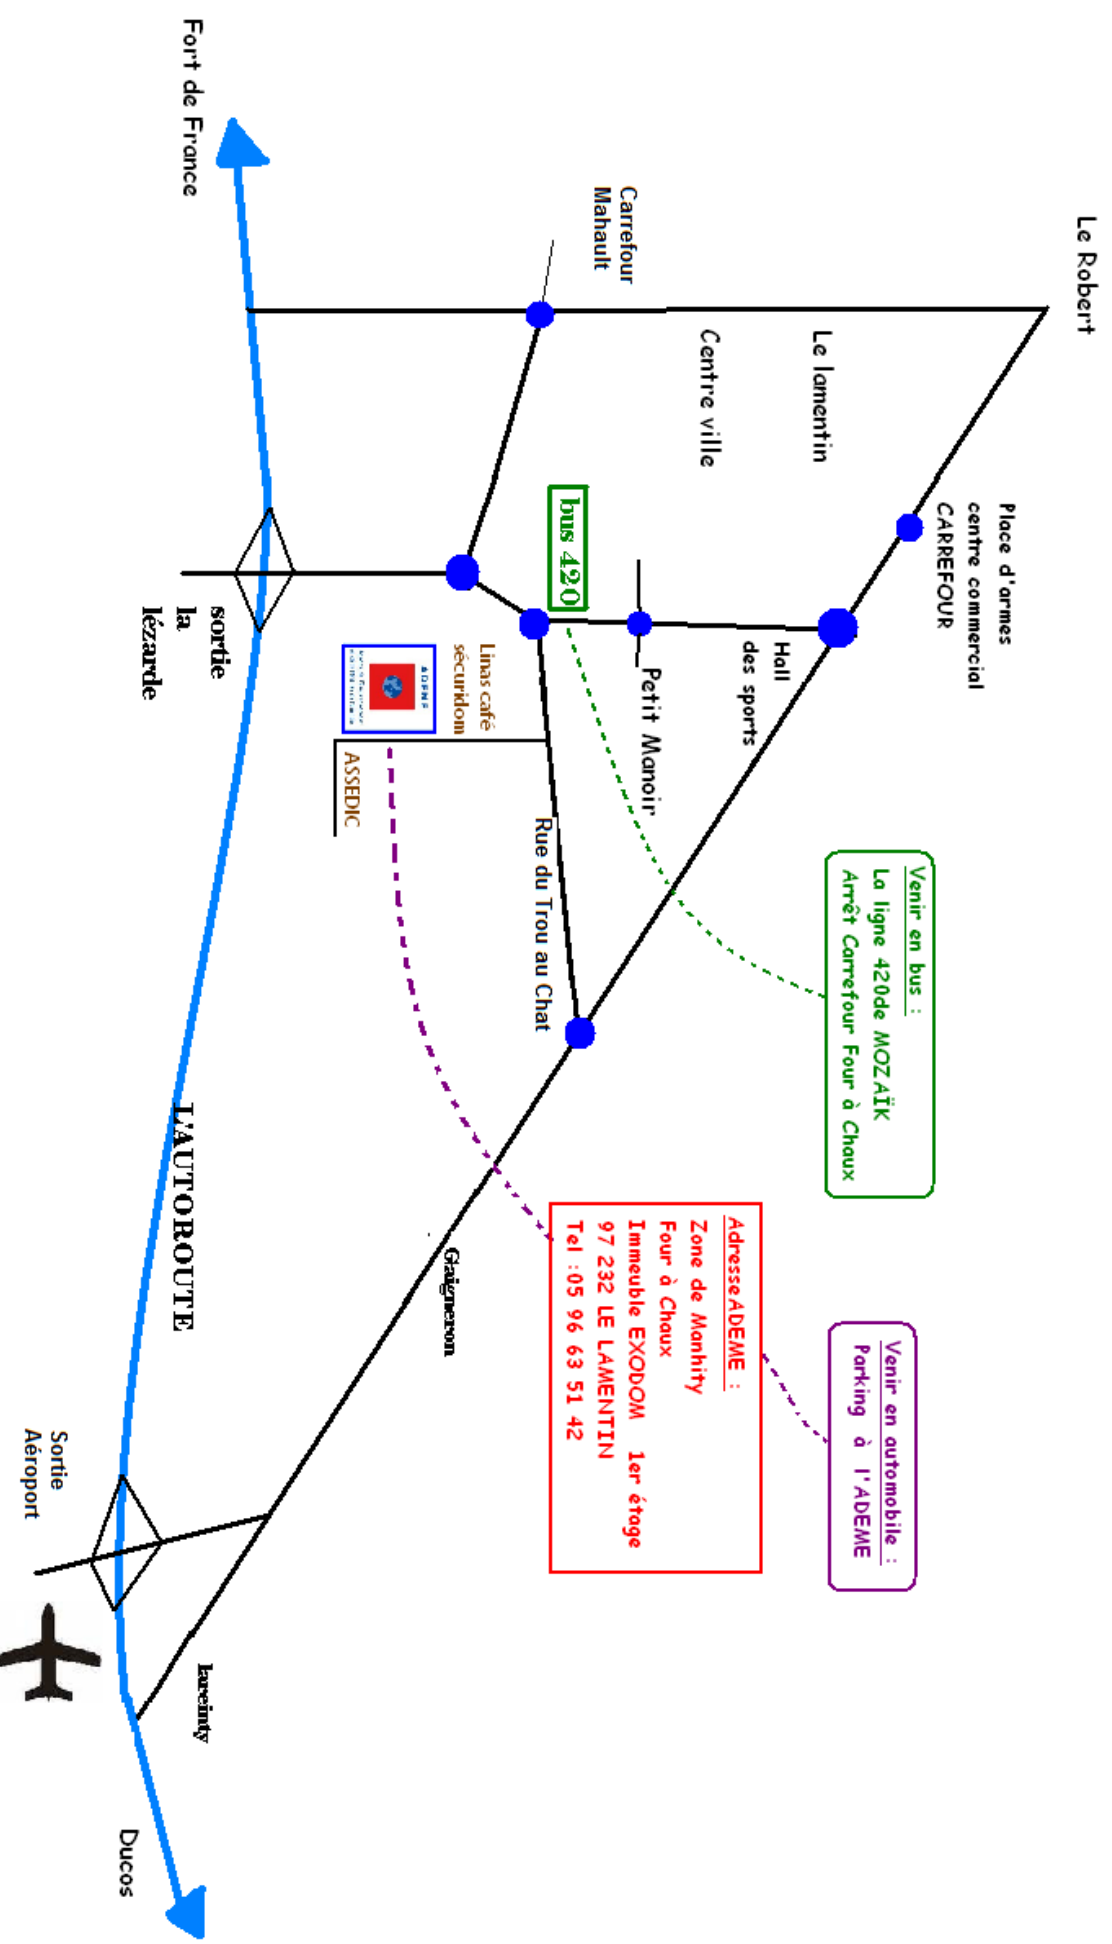 Le Robert
Place d'armes
centre commercial
CARREFOUR
Venir en bus :
La ligne 420de MOZAÏK
Arrêt Carrefour Four à Chaux
Venir en automobile :
Parking à l'ADEME
Le lamentin
Centre ville
Hall
des sports
Adresse ADEME :
Zone de Manhity
Four à Chaux
Immeuble EXODOM 1er étage
97 232 LE LAMENTIN
Tel :05 96 63 51 42
Carrefour
Mahault
Petit Manoir
bus 420
Rue du Trou au Chat
Linas café
sécuridom
ADEME
ASSEDIC
Gaigneron
Fort de France
sortie
la
lézarde
L'AUTOROUTE
lareinty
Sortie
Aéroport
Ducos